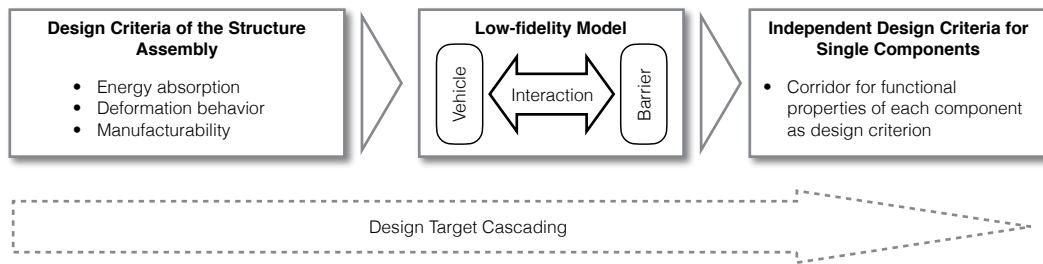 Design Criteria of the Structure
Assembly
• Energy absorption
• Deformation behavior
• Manufacturability
Low-fidelity Model
Vehicle
Interaction
Barrier
Independent Design Criteria for
Single Components
• Corridor for functional
properties of each component
as design criterion
Design Target Cascading